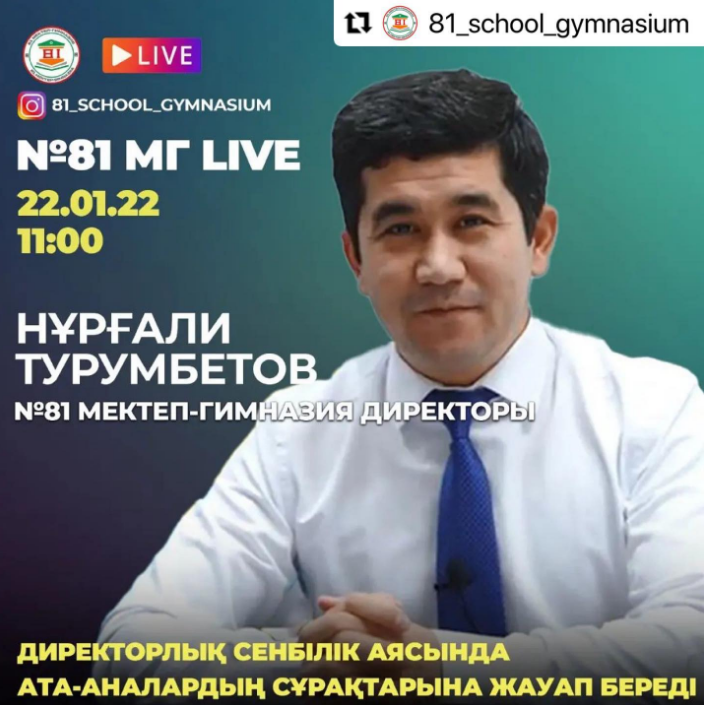 81_school_gymnasium
LIVE
81_SCHOOL_GYMNASIUM
№81 МГ LIVE
22.01.22
11:00
НҰРҒАЛИ
ТУРУМБЕТОВ
№81 МЕКТЕП-ГИМНАЗИЯ ДИРЕКТОРЫ
ДИРЕКТОРЛЫҚ СЕНБІЛІК АЯСЫНДА
АТА-АНАЛАРДЫҢ СҰРАҚТАРЫНА ЖАУАП БЕРЕДІ